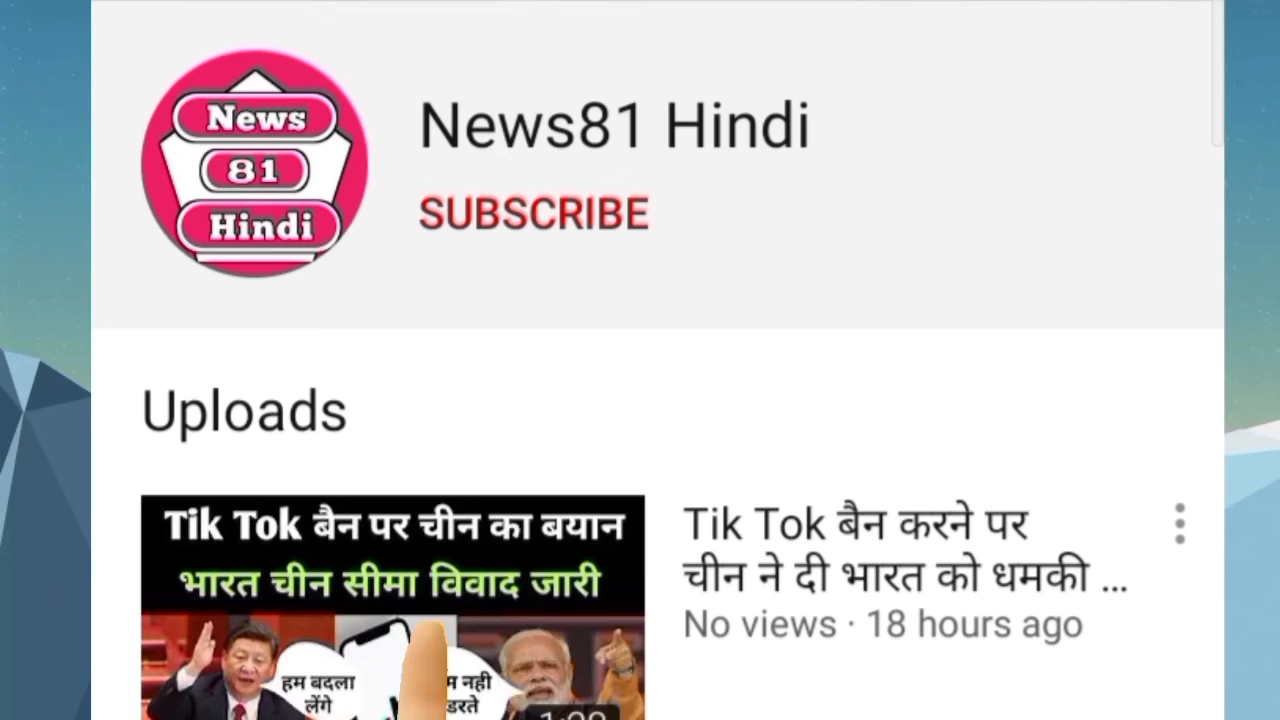 News
81
Hindi
News81 Hindi
SUBSCRIBE
Uploads
Tik Tok बैन पर चीन का बयान
भारत चीन सीमा विवाद जारी
हम बदला
लेंगे
नही
डरते
Tik Tok बैन करने पर
चीन ने दी भारत को धमकी ...
No views · 18 hours ago